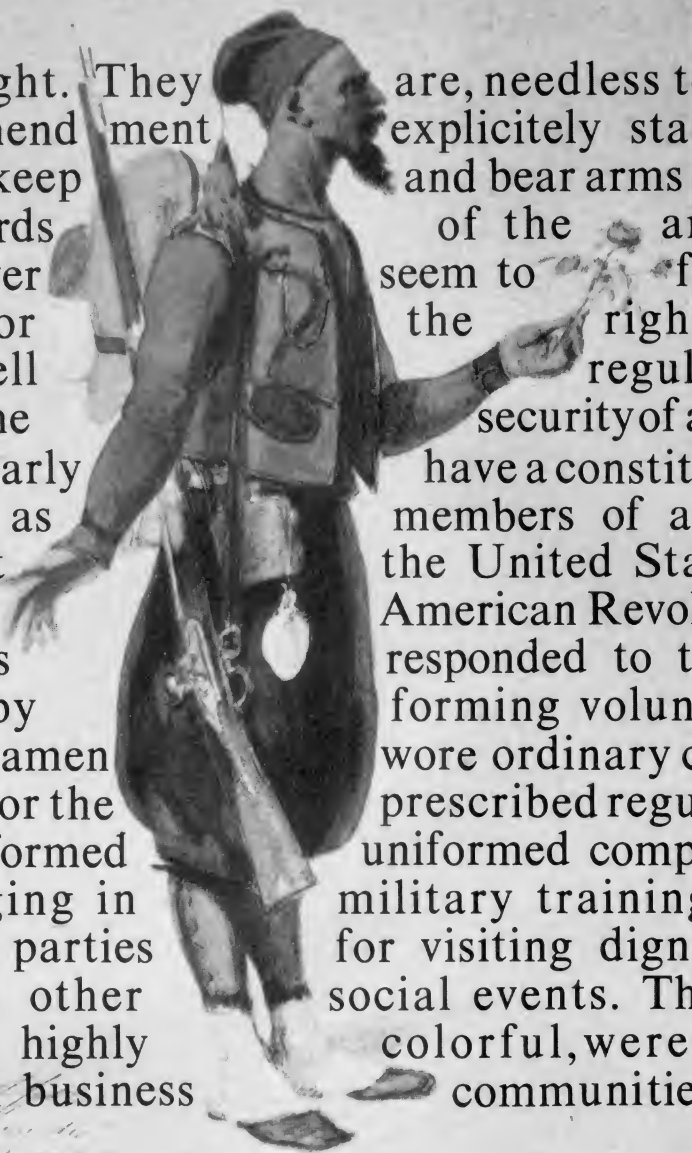 ght. They are, needless t
mend ment explicitely sta
keep and bear arms
rds of the ar
ver seem to f
or the righ
ell regul
he security of a
arly have a constit
as members of a
t the United Sta
American Revol
s responded to t
by forming volun
amen wore ordinary c
or the prescribed regu
formed uniformed comp
ging in military training
parties for visiting dign
other social events. Th
highly colorful, were
business communitie